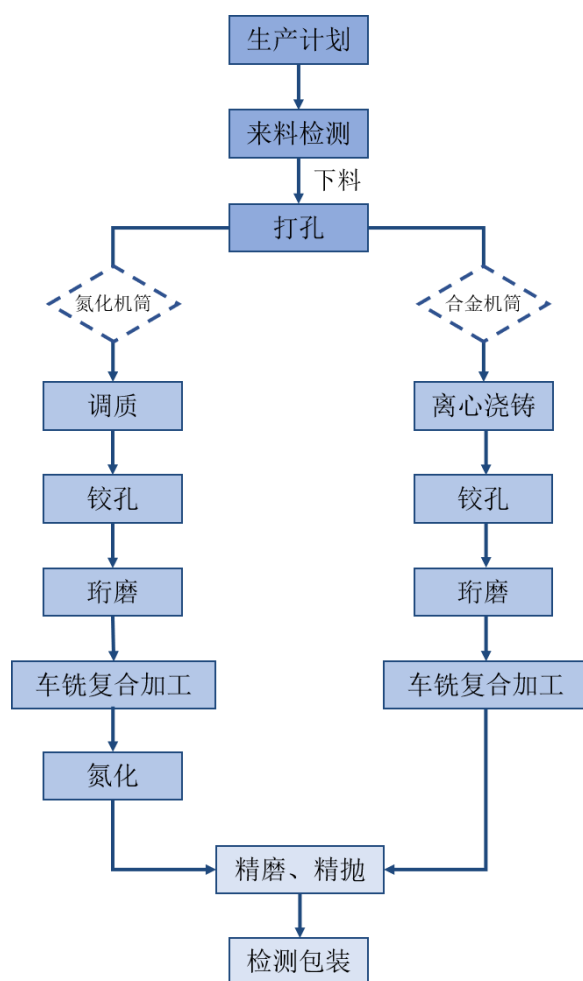 生产计划
来料检测
下料
打孔
氮化机筒
合金机筒
调质
离心浇铸
铰孔
铰孔
珩磨
珩磨
车铣复合加工
车铣复合加工
氮化
精磨、精抛
检测包装